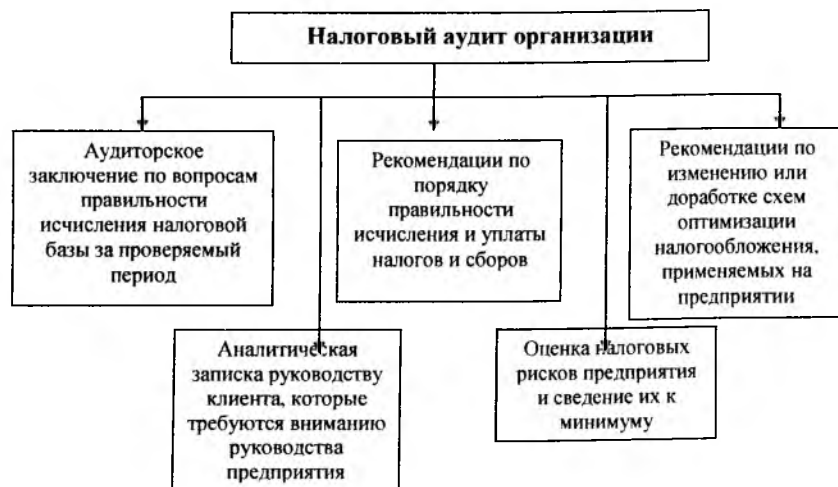 Налоговый аудит организации
Аудиторское
заключение по вопросам
правильности
исчисления налоговой
базы за проверяемый
период
Рекомендации по
порядку
правильности
исчисления и уплаты
налогов и сборов
Рекомендации по
изменению или
доработке схем
оптимизации
налогообложения,
применяемых на
предприятии
Аналитическая
записка руководству
клиента, которые
требуются вниманию
руководства
предприятия
Оценка налоговых
рисков предприятия
и сведение их к
минимуму